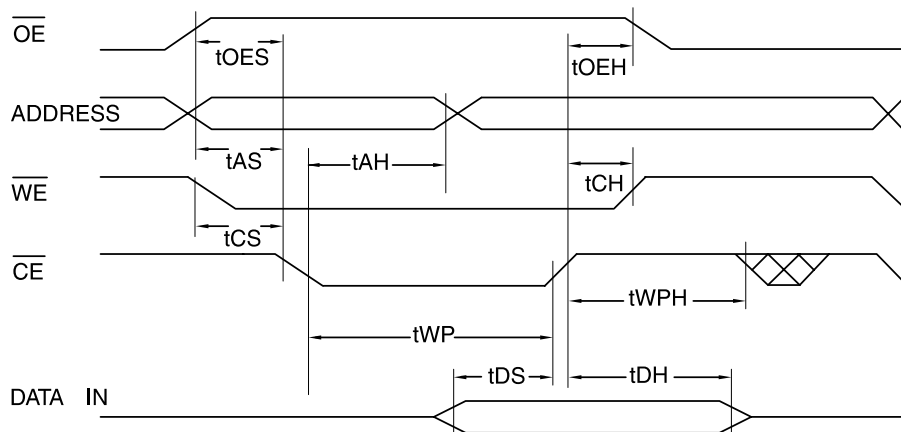 OE
tOES
tOEH
ADDRESS
tAS
tAH
tCH
WE
tCS
CE
tWPH
tWP
tDS
tDH
DATA IN